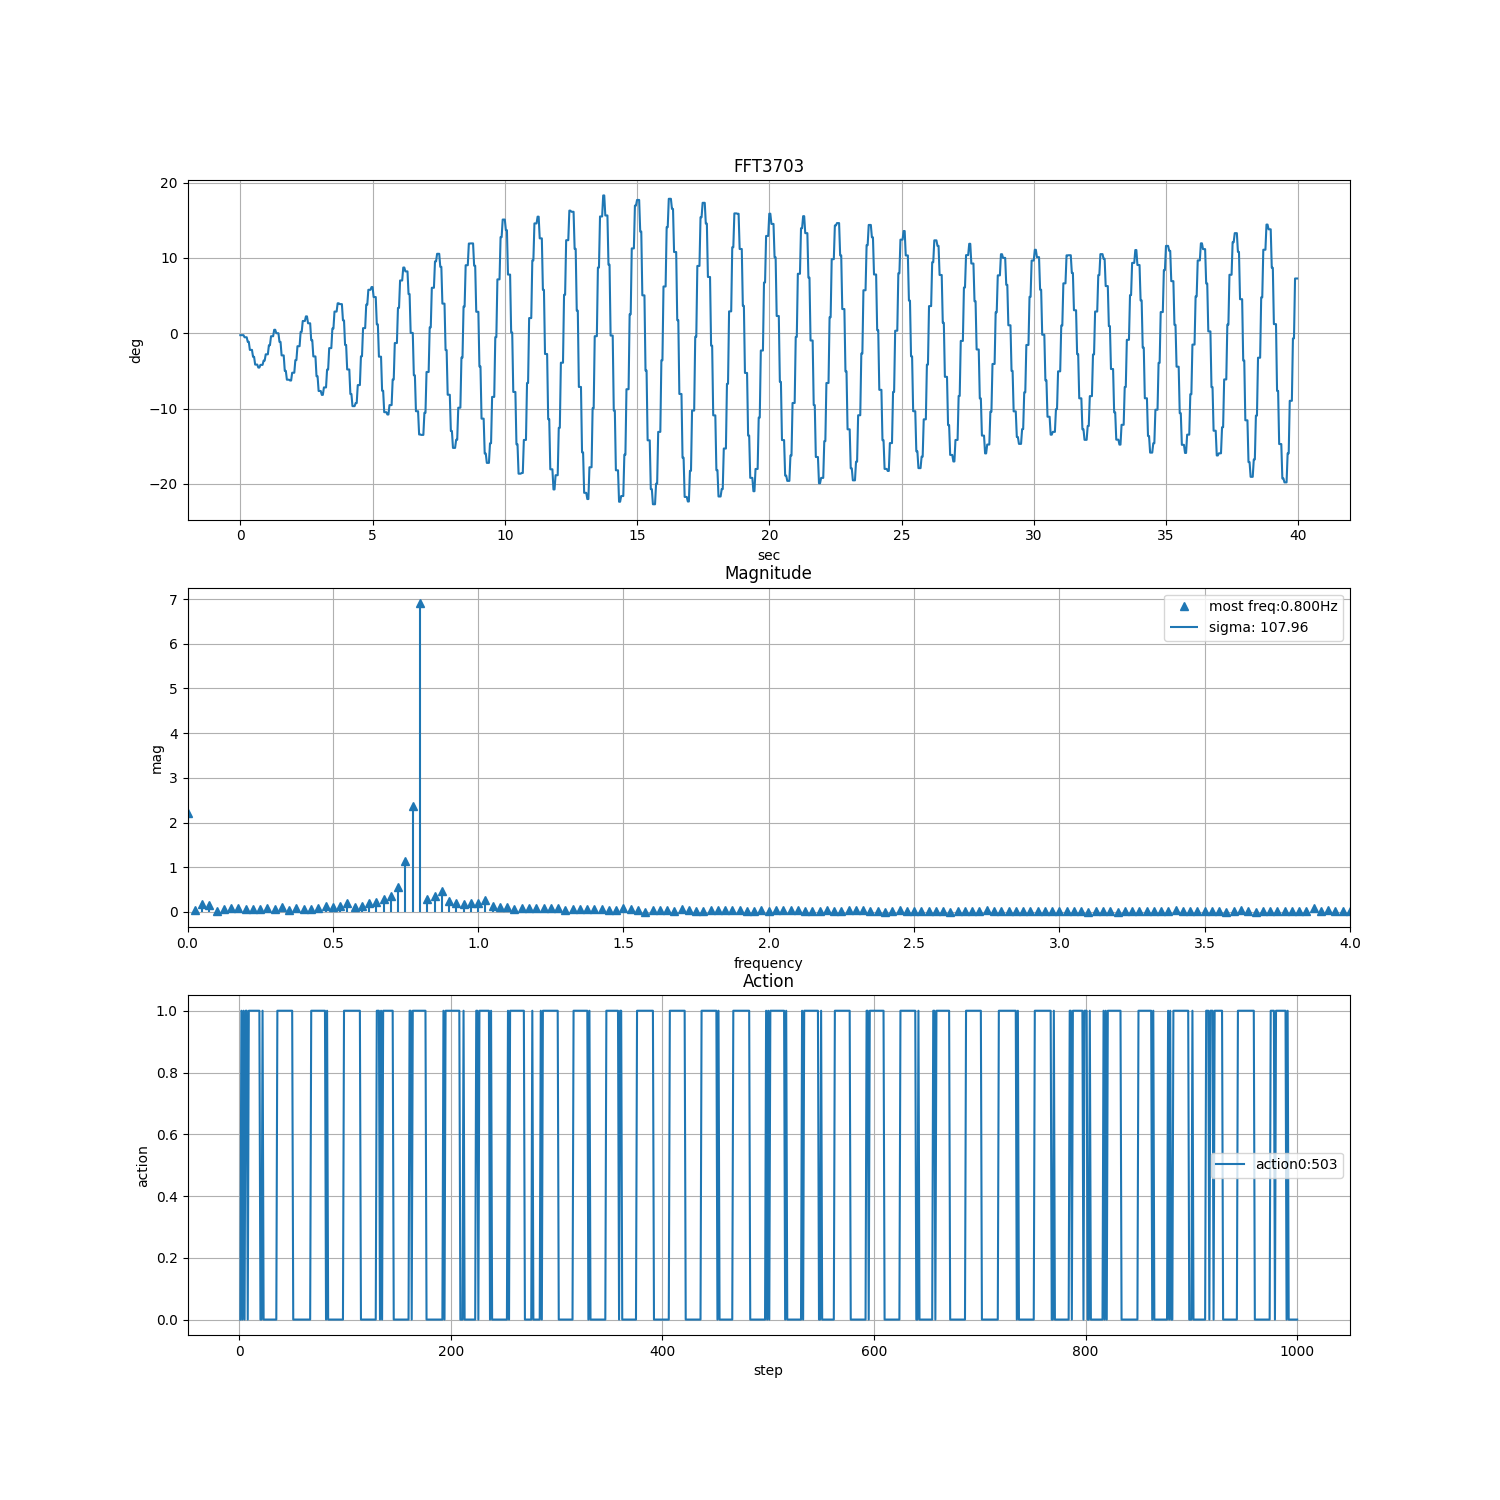 FFT3703
20
10
0
−10
−20
deg
0 5 10 15 20 25 30 35 40
sec
Magnitude
7
6
5
4
3
2
1
0
mag
most freq:0.800Hz
sigma: 107.96
0.0 0.5 1.0 1.5 2.0 2.5 3.0 3.5 4.0
frequency
Action
1.0
0.8
0.6
0.4
0.2
0.0
action
action0:503
0 200 400 600 800 1000
step